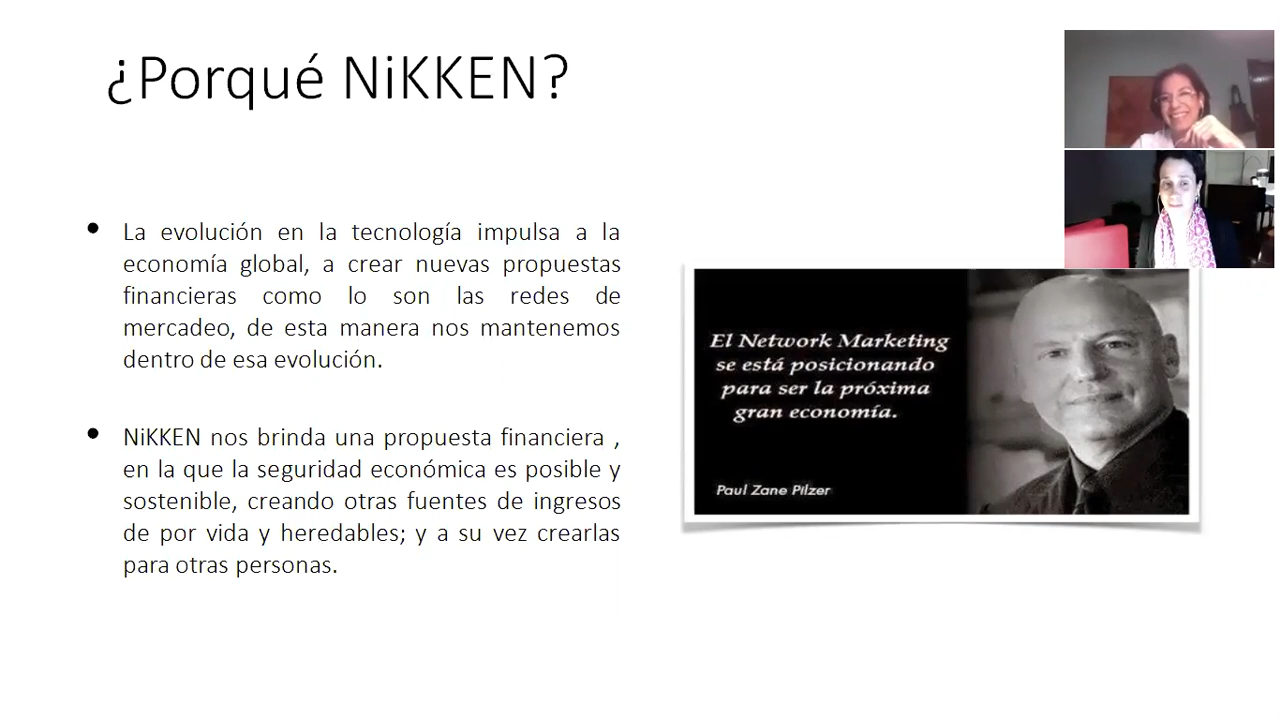 ¿Porqué NiKKEN?
• La evolución en la tecnología impulsa a la
economía global, a crear nuevas propuestas
financieras como lo son las redes de
mercadeo, de esta manera nos mantenemos
dentro de esa evolución.
• NiKKEN nos brinda una propuesta financiera ,
en la que la seguridad económica es posible y
sostenible, creando otras fuentes de ingresos
de por vida y heredables; y a su vez crearlas
para otras personas.
El Network Marketing
se está posicionando
para ser la próxima
gran economía.
Paul Zane Pilzer